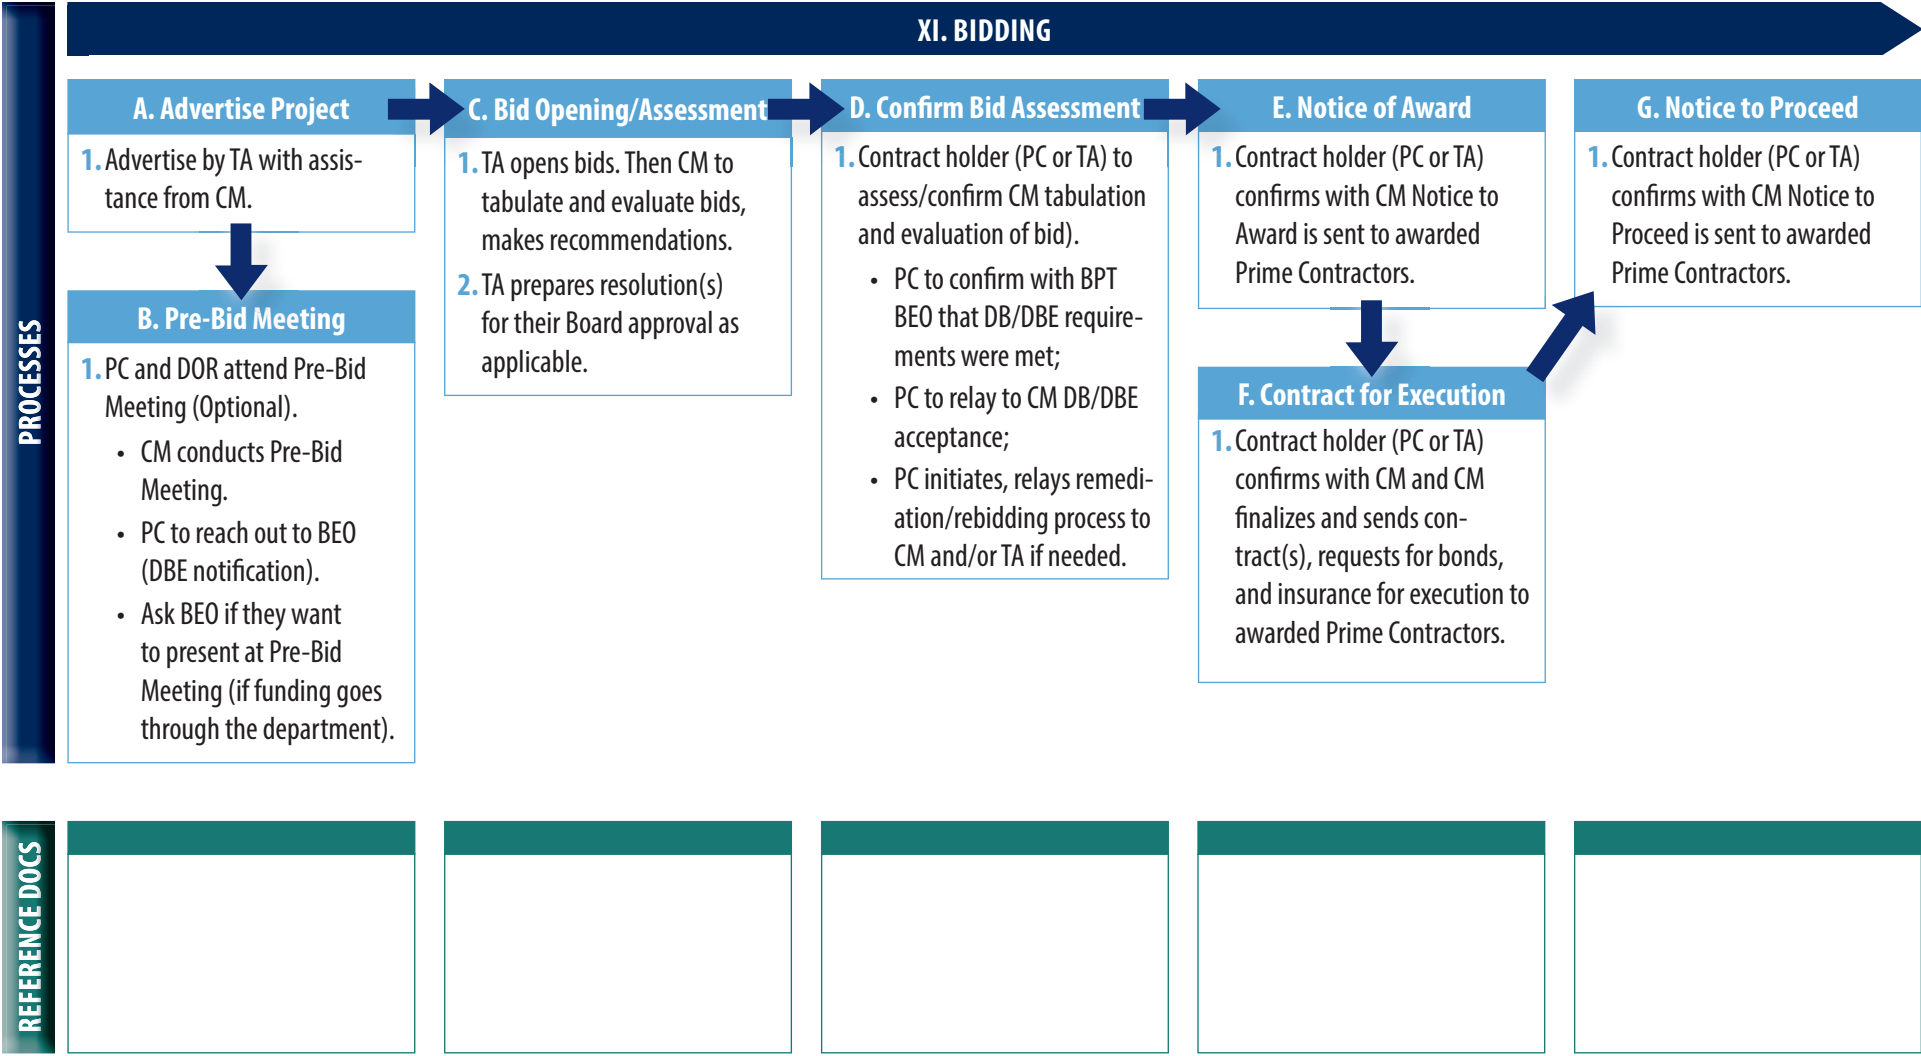 XI. BIDDING
PROCESSES
A. Advertise Project
1. Advertise by TA with assis-
tance from CM.
B. Pre-Bid Meeting
1. PC and DOR attend Pre-Bid
Meeting (Optional).
• CM conducts Pre-Bid
Meeting.
• PC to reach out to BEO
(DBE notification).
• Ask BEO if they want
to present at Pre-Bid
Meeting (if funding goes
through the department).
C. Bid Opening/Assessment
1. TA opens bids. Then CM to
tabulate and evaluate bids,
makes recommendations.
2. TA prepares resolution(s)
for their Board approval as
applicable.
D. Confirm Bid Assessment
1. Contract holder (PC or TA) to
assess/confirm CM tabulation
and evaluation of bid).
• PC to confirm with BPT
BEO that DB/DBE require-
ments were met;
• PC to relay to CM DB/DBE
acceptance;
• PC initiates, relays remedi-
ation/rebidding process to
CM and/or TA if needed.
E. Notice of Award
1. Contract holder (PC or TA)
confirms with CM Notice to
Award is sent to awarded
Prime Contractors.
F. Contract for Execution
1. Contract holder (PC or TA)
confirms with CM and CM
finalizes and sends con-
tract(s), requests for bonds,
and insurance for execution to
awarded Prime Contractors.
G. Notice to Proceed
1. Contract holder (PC or TA)
confirms with CM Notice to
Proceed is sent to awarded
Prime Contractors.
REFERENCE DOCS